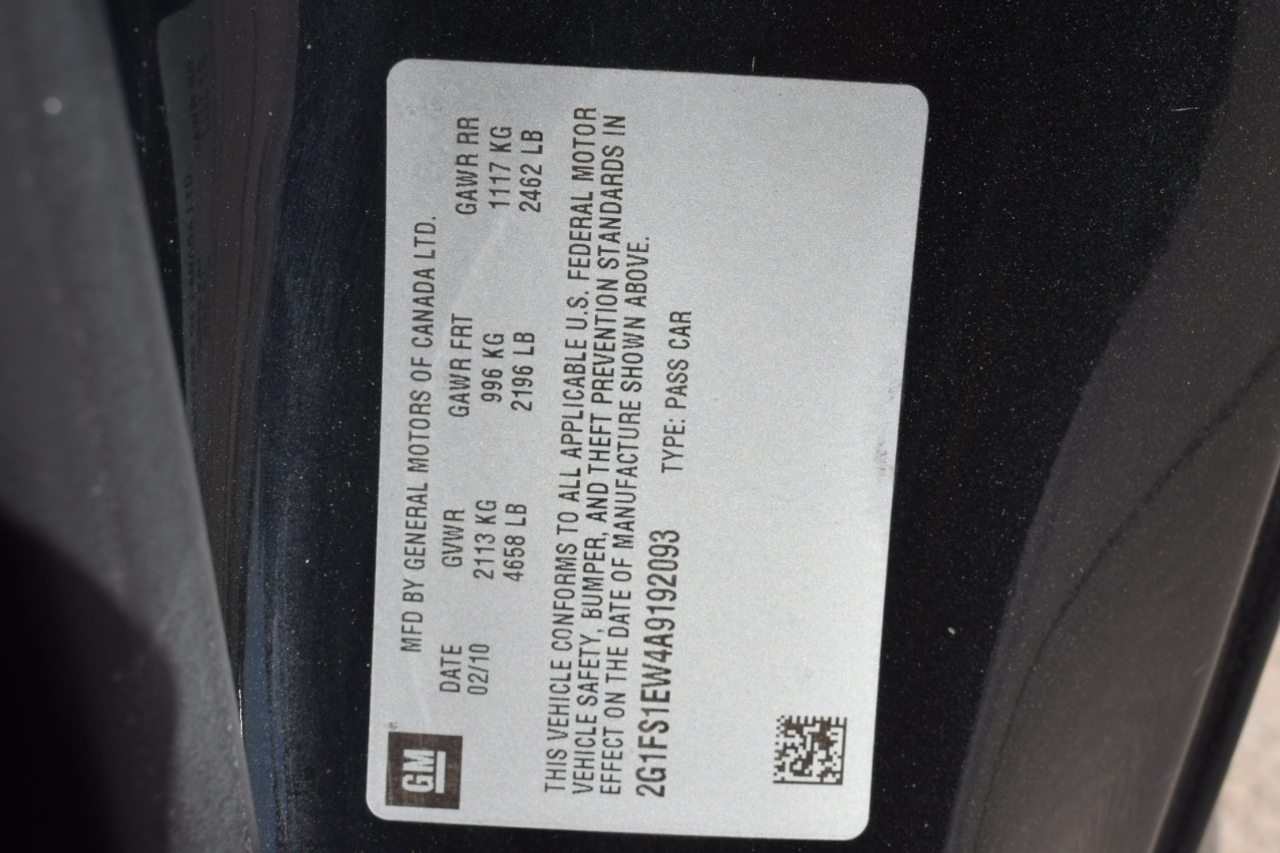 GM
MFD BY GENERAL MOTORS OF CANADA LTD.
DATE GVWR GAWR FRT GAWR RR
02/10 2113 KG 996 KG 1117 KG
4658 LB 2196 LB 2462 LB
THIS VEHICLE CONFORMS TO ALL APPLICABLE U.S. FEDERAL MOTOR
VEHICLE SAFETY, BUMPER, AND THEFT PREVENTION STANDARDS IN
EFFECT ON THE DATE OF MANUFACTURE SHOWN ABOVE.
2G1FS1EW4A9192093 TYPE: PASS CAR